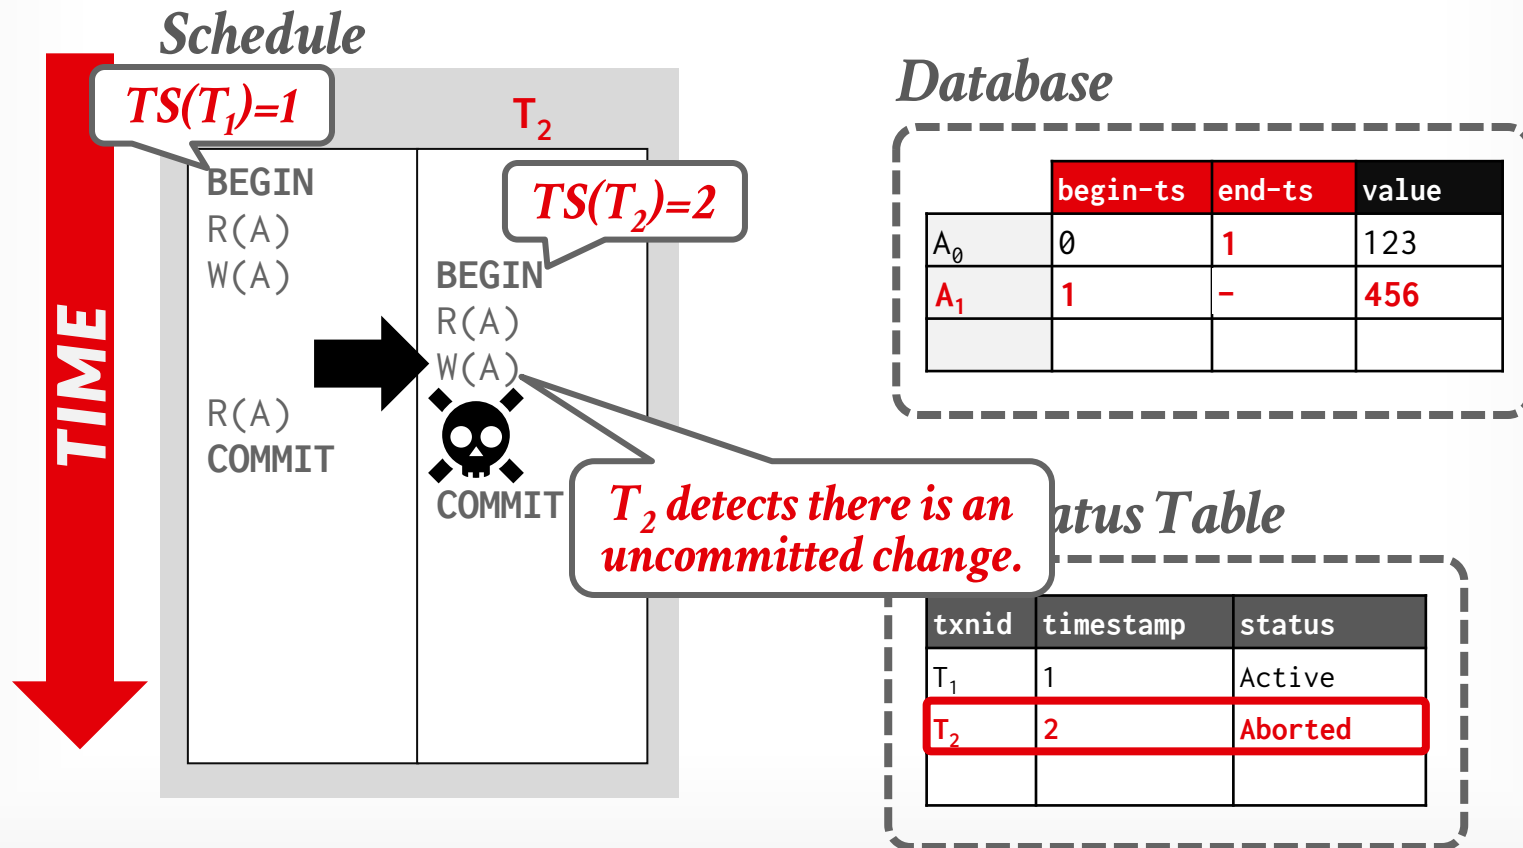 Schedule
TIME
TS(T₁)=1
T₂
BEGIN
R(A)
W(A)
R(A)
COMMIT
TS(T₂)=2
BEGIN
R(A)
W(A)
COMMIT
T₂ detects there is an
uncommitted change.
Database
begin-ts end-ts value
A₀ 0 1 123
A₁ 1 - 456
atus Table
txnid timestamp status
T₁ 1 Active
T₂ 2 Aborted